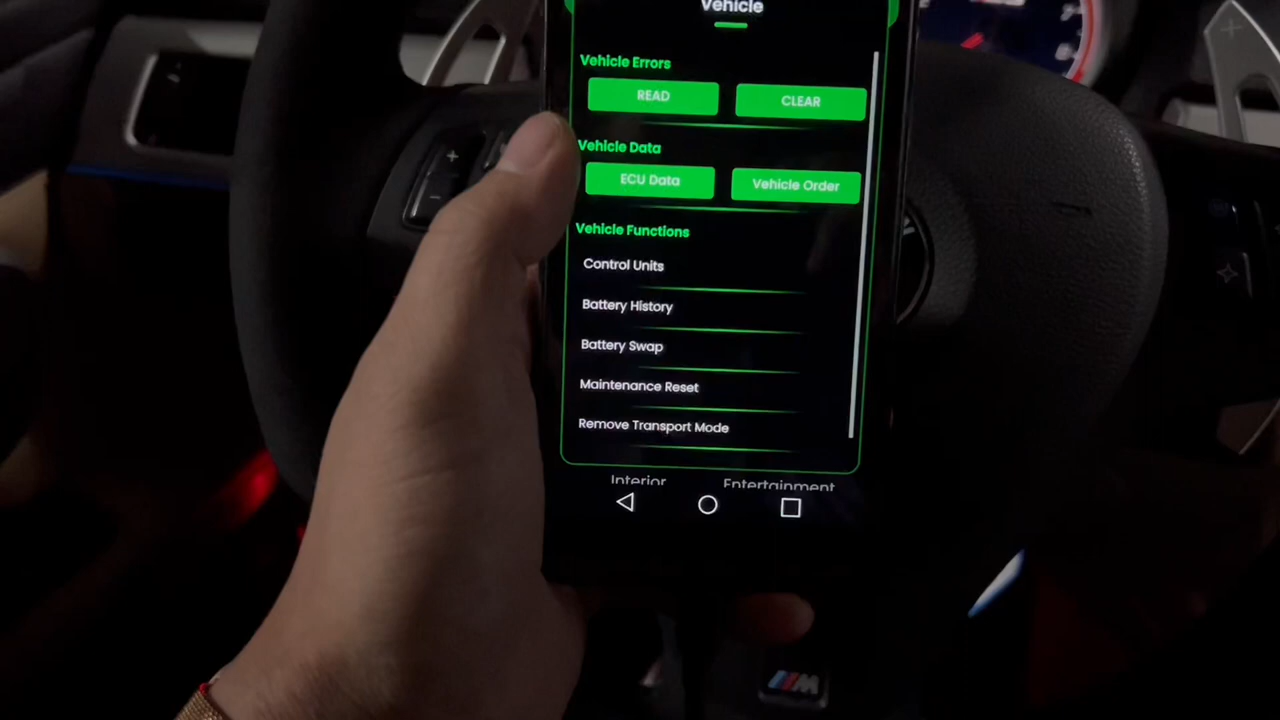 Vehicle
Vehicle Errors
READ
CLEAR
Vehicle Data
ECU Data
Vehicle Order
Vehicle Functions
Control Units
Battery History
Battery Swap
Maintenance Reset
Remove Transport Mode
Interior
Entertainment
+
-
+
M